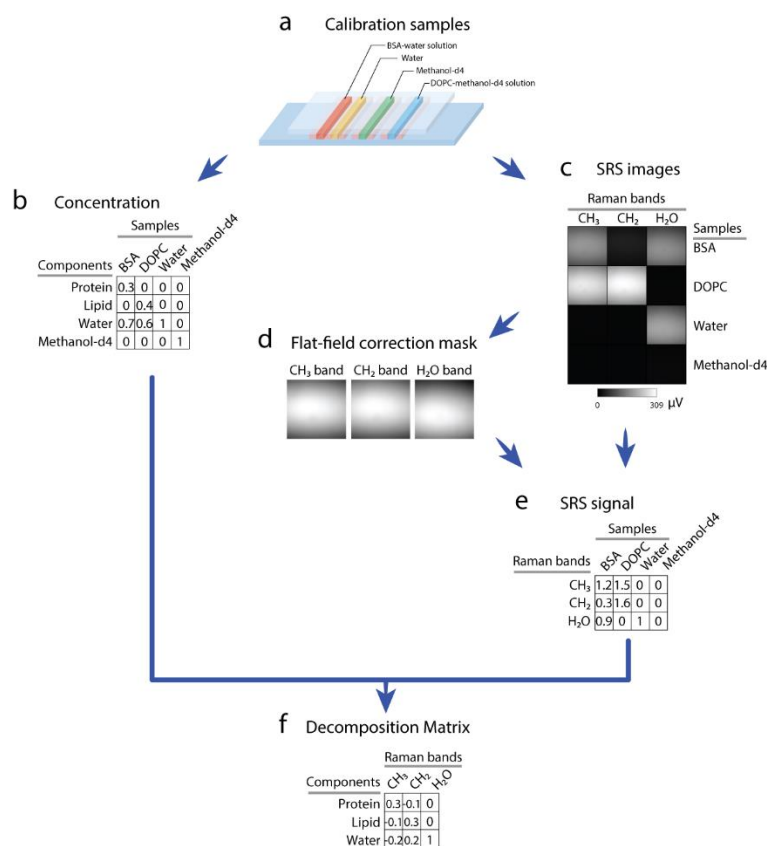 a Calibration samples
BSA-water solution
Water
Methanol-d4
DOPC-methanol-d4 solution
b Concentration
Samples
Components BSA DOPC Water Methanol-d4
Protein 0.3 0 0 0
Lipid 0 0.4 0 0
Water 0.7 0.6 1 0
Methanol-d4 0 0 0 1
c SRS images
Raman bands
CH₃ CH₂ H₂O Samples
BSA
DOPC
Water
Methanol-d4
0 309 μV
d Flat-field correction mask
CH₃ band CH₂ band H₂O band
e SRS signal
Samples
Raman bands BSA DOPC Water Methanol-d4
CH₃ 1.2 1.5 0 0
CH₂ 0.3 1.6 0 0
H₂O 0.9 0 1 0
f Decomposition Matrix
Raman bands
Components CH₃ CH₂ H₂O
Protein 0.3 -0.1 0
Lipid -0.1 0.3 0
Water -0.2 0.2 1